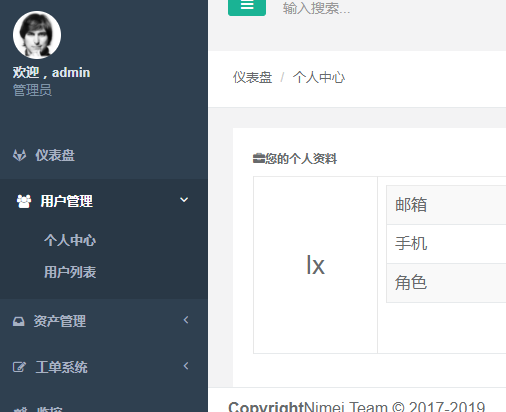 欢迎，admin
管理员
仪表盘
用户管理
个人中心
用户列表
资产管理
工单系统
监控
输入搜索...
仪表盘 / 个人中心
您的个人资料
lx
邮箱
手机
角色
CopyrightNimei Team © 2017-2019